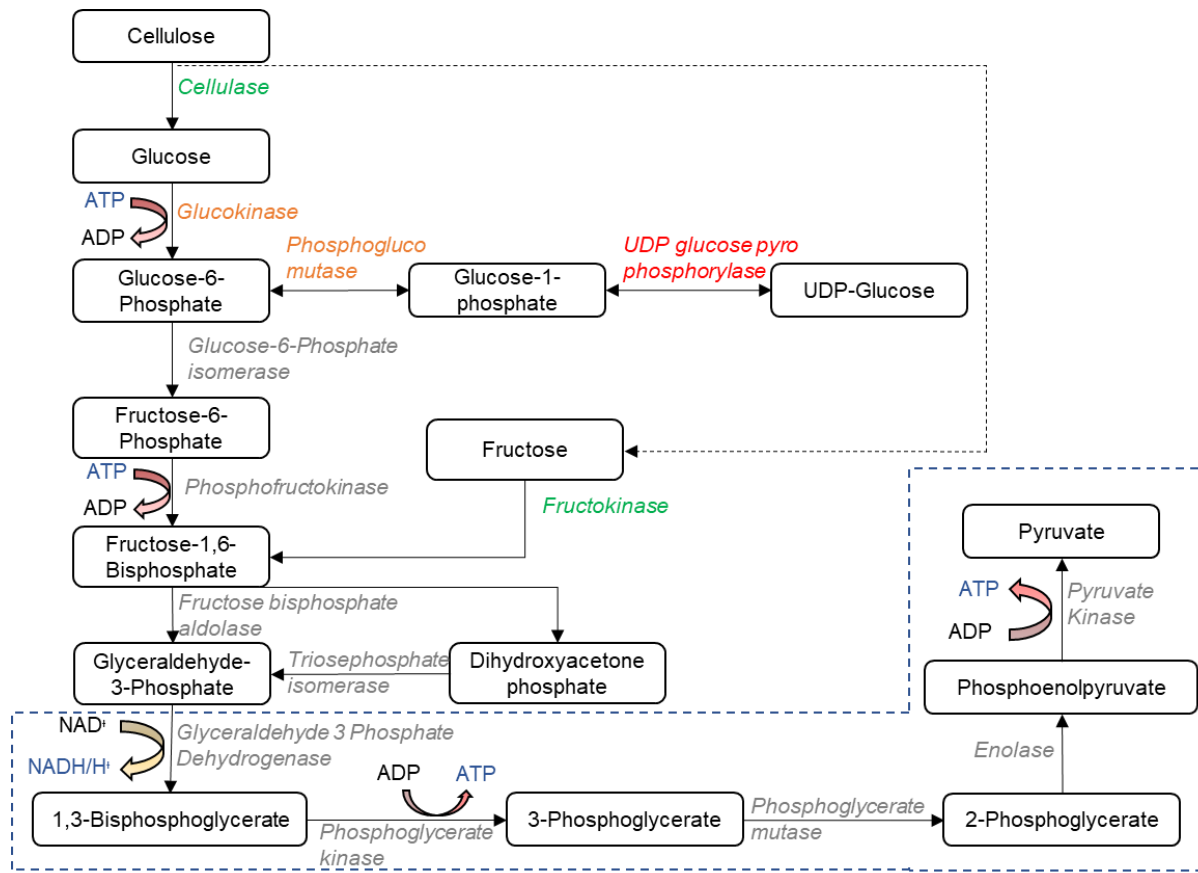 Cellulose
Cellulase
Glucose
ATP
Glucokinase
ADP
Phosphogluco
mutase
UDP glucose pyro
phosphorylase
Glucose-6-
Phosphate
Glucose-1-
phosphate
UDP-Glucose
Glucose-6-Phosphate
isomerase
Fructose-6-
Phosphate
Fructose
ATP
Phosphofructokinase
ADP
Fructokinase
Fructose-1,6-
Bisphosphate
Pyruvate
Fructose bisphosphate
aldolase
ATP
ADP
Pyruvate
Kinase
Glyceraldehyde-
3-Phosphate
Triosephosphate
isomerase
Dihydroxyacetone
phosphate
Phosphoenolpyruvate
NAD⁺
NADH/H⁺
Glyceraldehyde 3 Phosphate
Dehydrogenase
ADP
ATP
Enolase
1,3-Bisphosphoglycerate
Phosphoglycerate
kinase
3-Phosphoglycerate
Phosphoglycerate
mutase
2-Phosphoglycerate